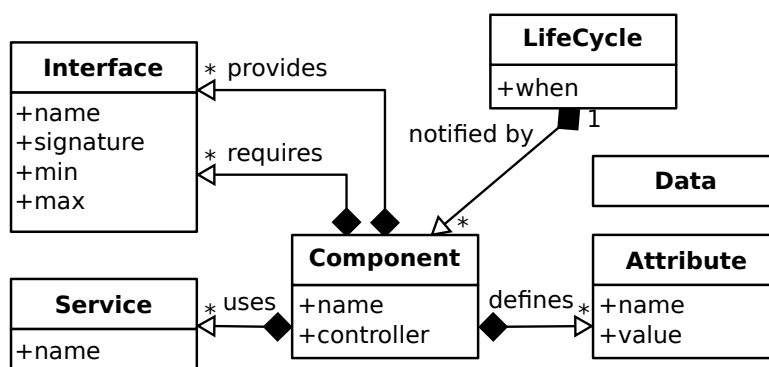 LifeCycle
+when
Interface
+name
+signature
+min
+max
* provides
* requires
notified by
1
*
Data
Component
+name
+controller
Service
+name
* uses
defines *
Attribute
+name
+value